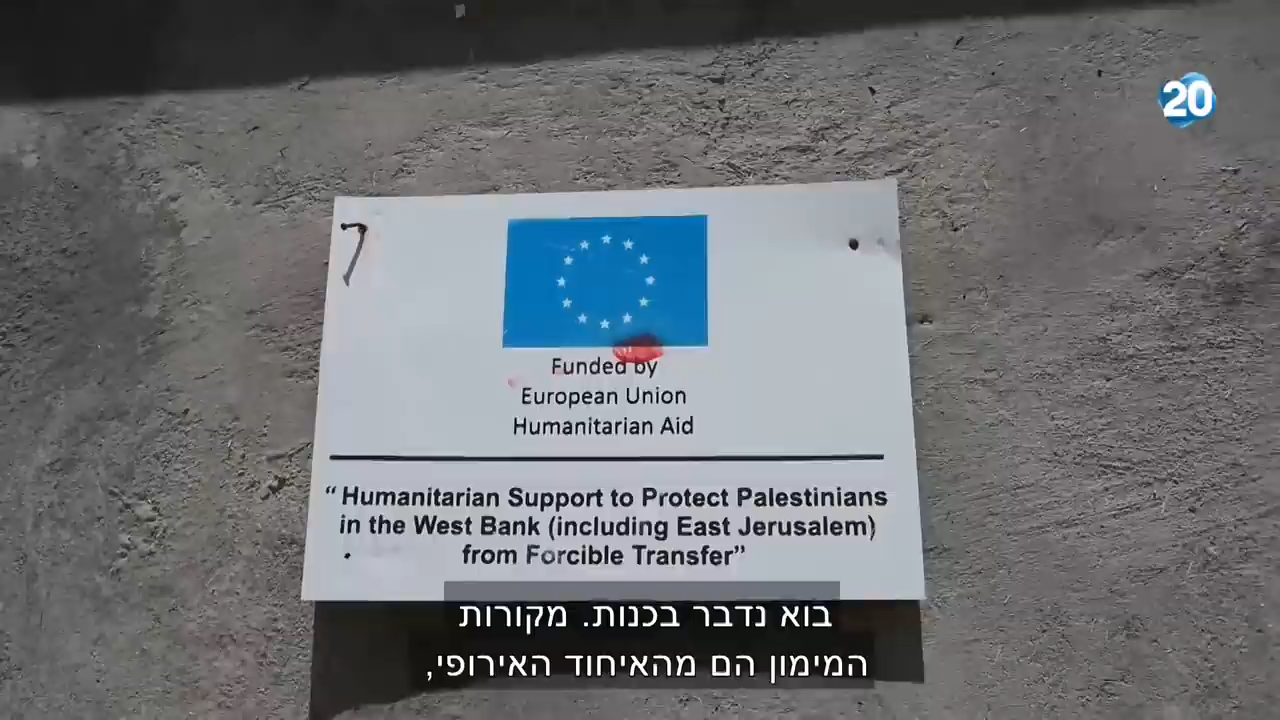 20
Funded by
European Union
Humanitarian Aid
“Humanitarian Support to Protect Palestinians
in the West Bank (including East Jerusalem)
from Forcible Transfer”
בוא נדבר בכנות. מקורות
המימון הם מהאיחוד האירופי,